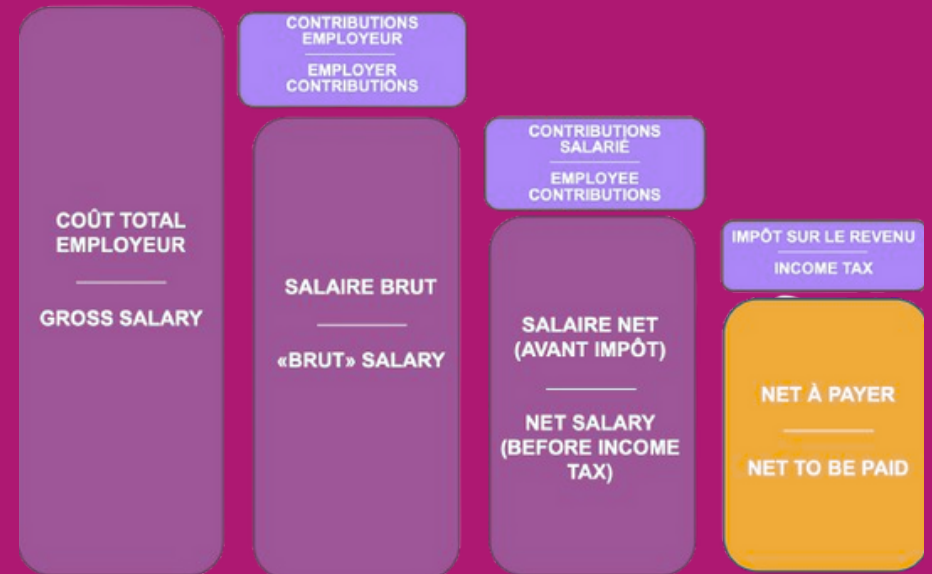 COÛT TOTAL
EMPLOYEUR
GROSS SALARY
CONTRIBUTIONS
EMPLOYEUR
EMPLOYER
CONTRIBUTIONS
SALAIRE BRUT
«BRUT» SALARY
CONTRIBUTIONS
SALARIÉ
EMPLOYEE
CONTRIBUTIONS
SALAIRE NET
(AVANT IMPÔT)
NET SALARY
(BEFORE INCOME
TAX)
IMPÔT SUR LE REVENU
INCOME TAX
NET À PAYER
NET TO BE PAID